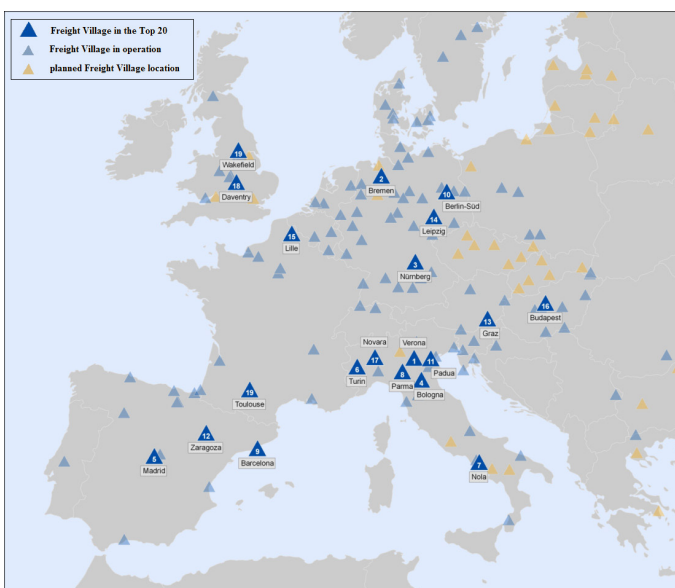 Freight Village in the Top 20
Freight Village in operation
planned Freight Village location
19
Wakefield
18
Daventry
2
Bremen
10
Berlin-Süd
14
Leipzig
15
Lille
3
Nürnberg
16
Budapest
13
Graz
Novara
17
Verona
1
11
Padua
6
Turin
8
Parma
4
Bologna
19
Toulouse
12
Zaragoza
9
Barcelona
5
Madrid
7
Nola